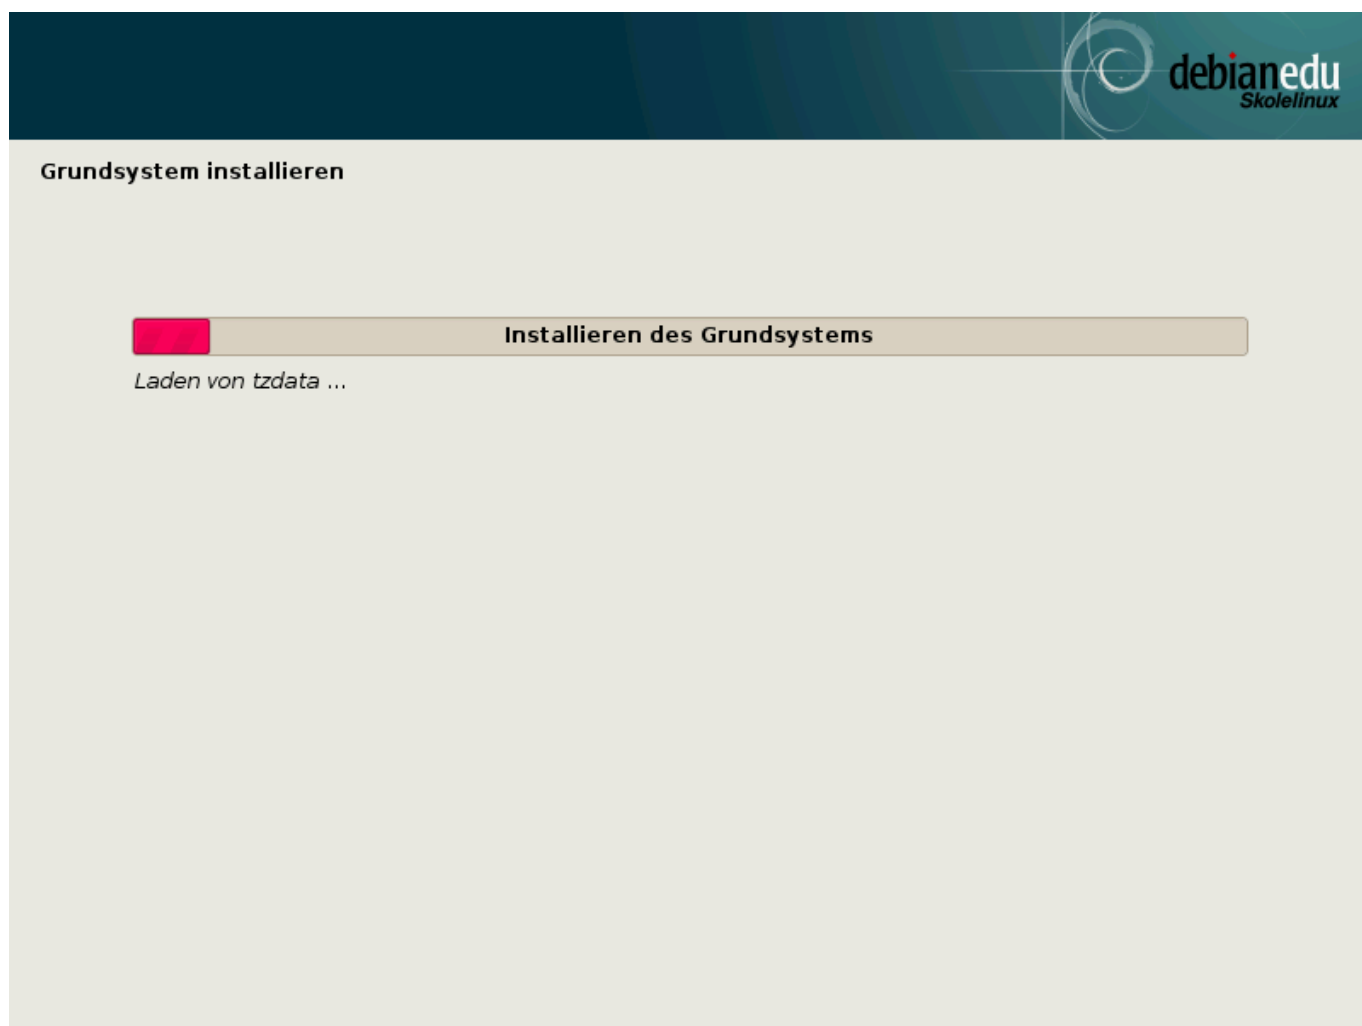 debianedu
Skolelinux
Grundsystem installieren
Installieren des Grundsystems
Laden von tzdata ...